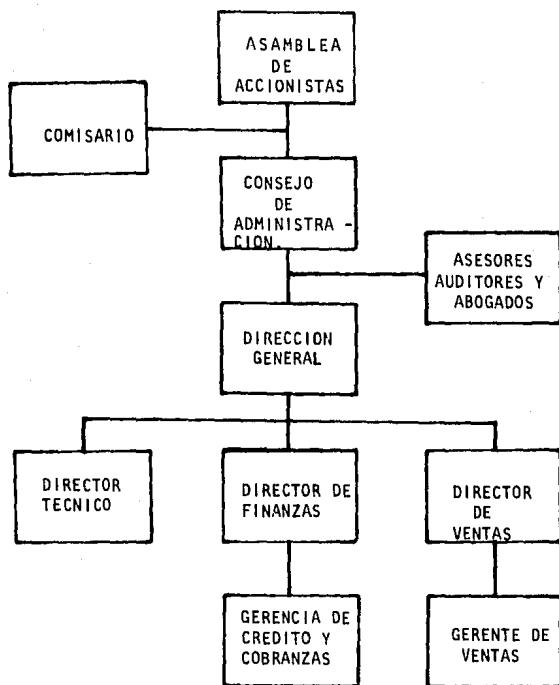 ASAMBLEA
DE
ACCIONISTAS
COMISARIO
CONSEJO
DE
ADMINISTRA -
CION.
ASESORES
AUDITORES Y
ABOGADOS
DIRECCION
GENERAL
DIRECTOR
TECNICO
DIRECTOR DE
FINANZAS
DIRECTOR
DE
VENTAS
GERENCIA DE
CREDITO Y
COBRANZAS
GERENTE DE
VENTAS